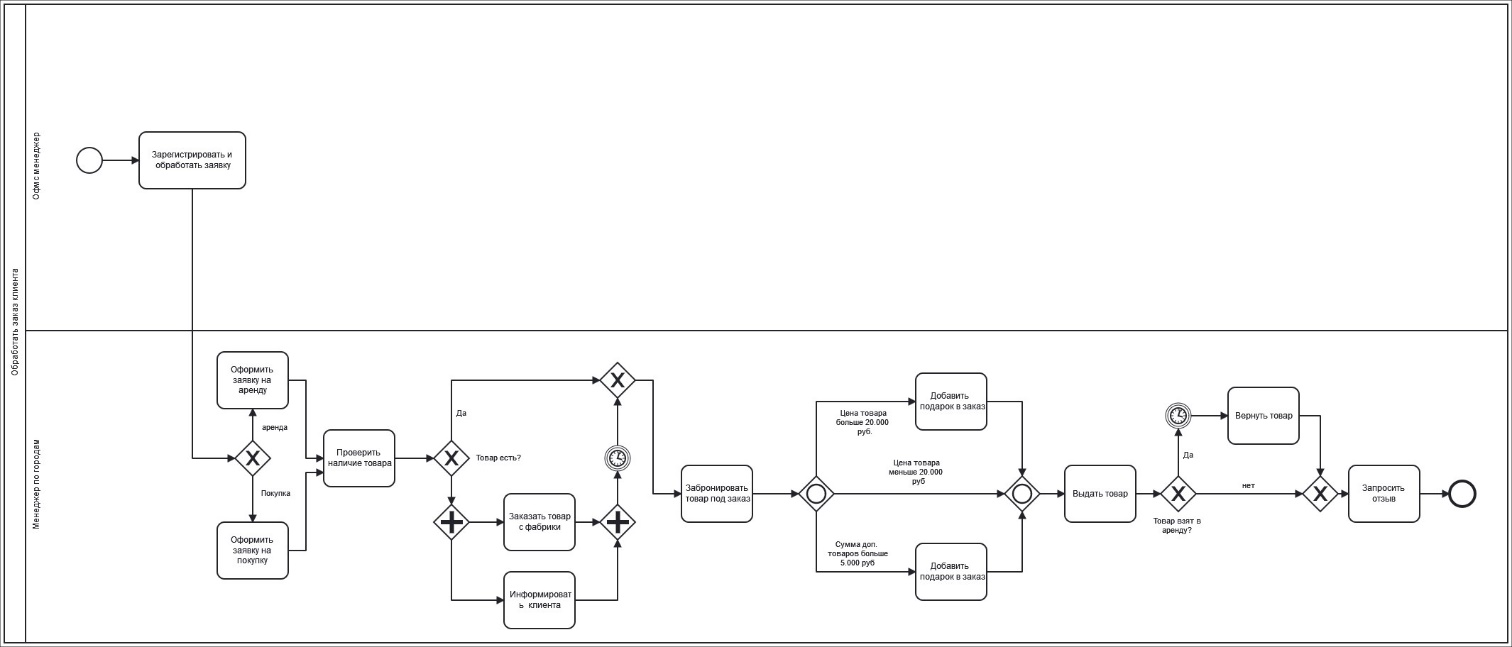 Обработать заказ клиента
Офис менеджер
Зарегистрировать и
обработать заявку
Менеджер по городам
Оформить
заявку на
аренду
аренда
Покупка
Оформить
заявку на
покупку
Проверить
наличие товара
Да
Товар есть?
Заказать товар
с фабрики
Информироват
ь клиента
Забронировать
товар под заказ
Цена товара
больше 20.000
руб.
Добавить
подарок в заказ
Цена товара
меньше 20.000
руб
Сумма доп.
товаров больше
5.000 руб
Добавить
подарок в заказ
Выдать товар
Да
Товар взят в
аренду?
Вернуть товар
нет
Запросить
отзыв